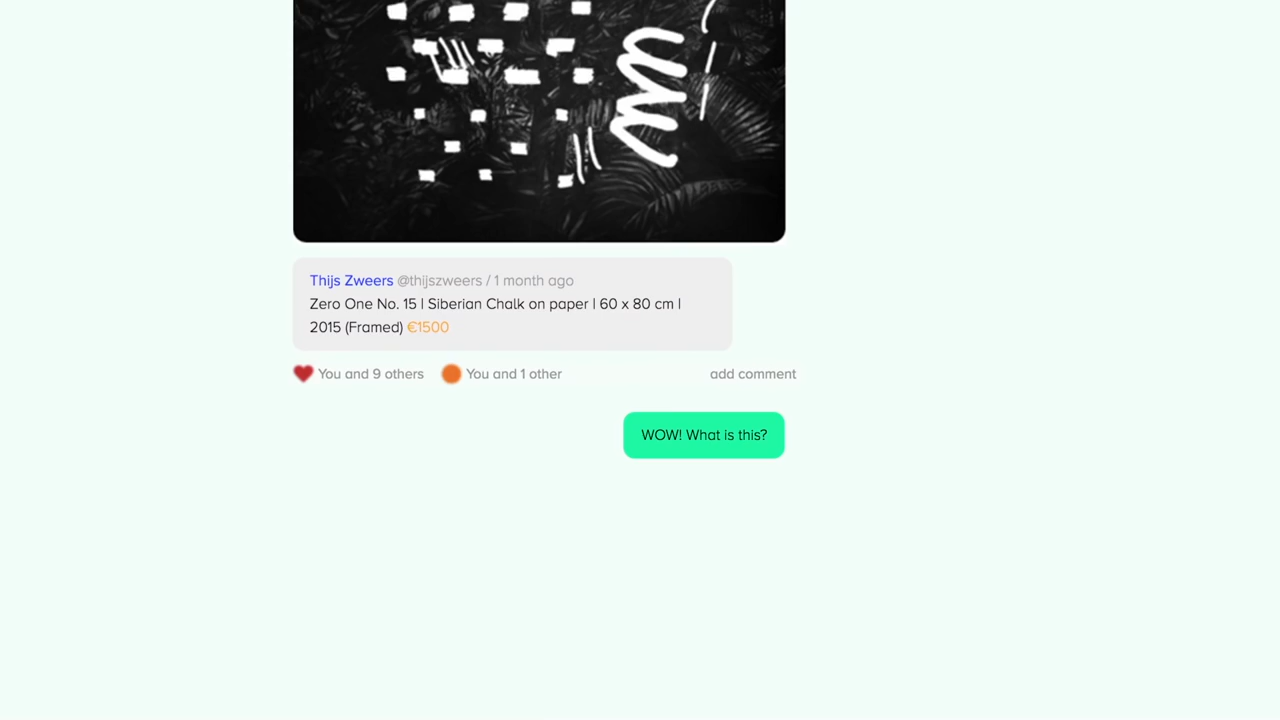 Thijs Zweers @thijszweers / 1 month ago
Zero One No. 15 | Siberian Chalk on paper | 60 x 80 cm |
2015 (Framed) €1500
You and 9 others You and 1 other add comment
WOW! What is this?